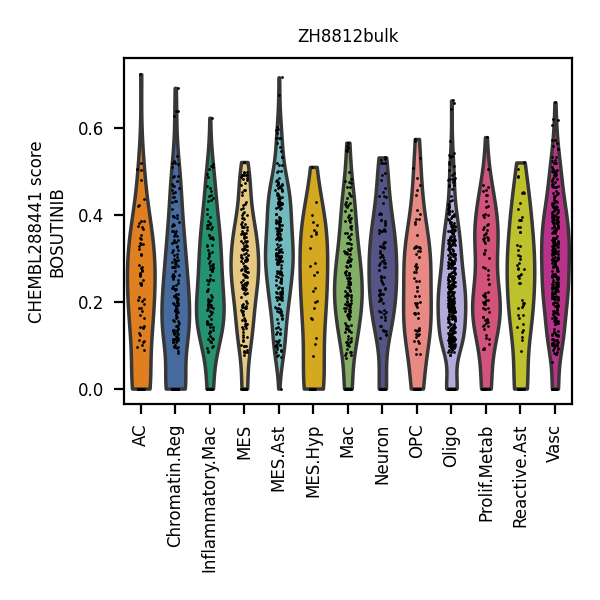 ZH8812bulk
CHEMBL288441 score
BOSUTINIB
0.6
0.4
0.2
0.0
AC
Chromatin.Reg
Inflammatory.Mac
MES
MES.Ast
MES.Hyp
Mac
Neuron
OPC
Oligo
Prolif.Metab
Reactive.Ast
Vasc